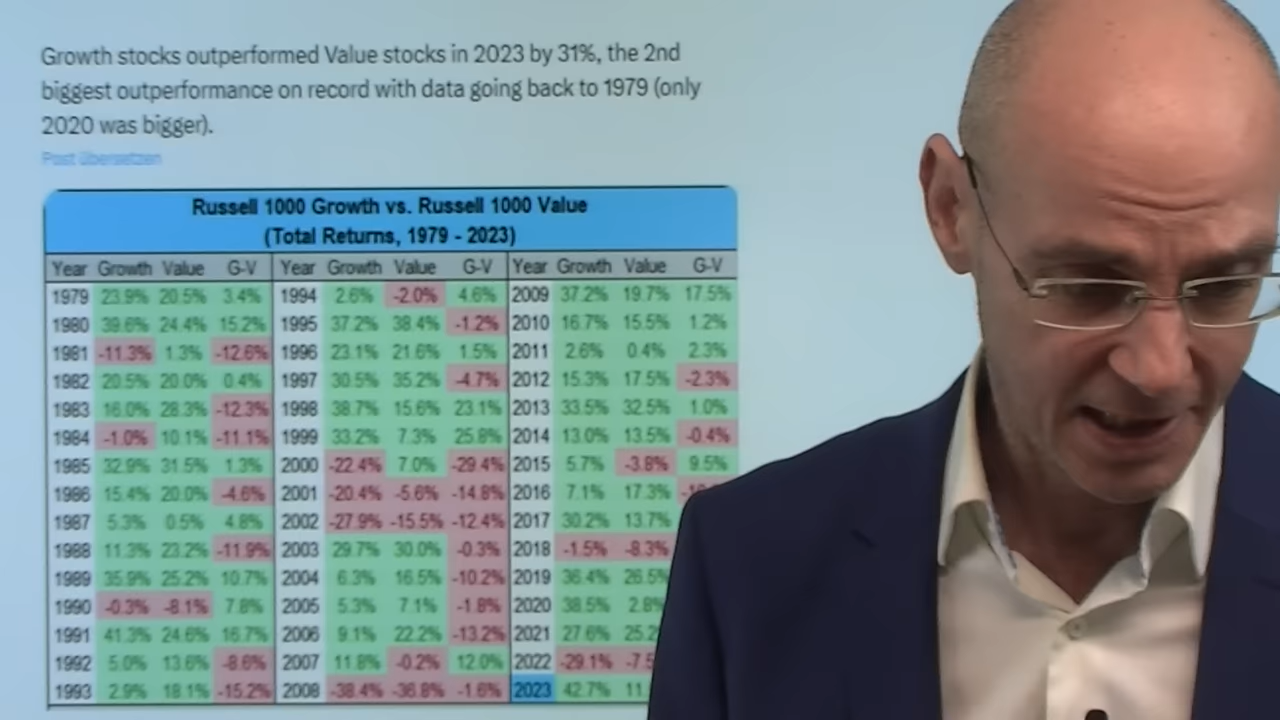 Growth stocks outperformed Value stocks in 2023 by 31%, the 2nd
biggest outperformance on record with data going back to 1979 (only
2020 was bigger).
Post übersetzen
Russell 1000 Growth vs. Russell 1000 Value
(Total Returns, 1979 - 2023)
Year Growth Value G-V Year Growth Value G-V Year Growth Value G-V
1979 23.9% 20.5% 3.4% 1994 2.6% -2.0% 4.6% 2009 37.2% 19.7% 17.5%
1980 39.6% 24.4% 15.2% 1995 37.2% 38.4% -1.2% 2010 16.7% 15.5% 1.2%
1981 -11.3% 1.3% -12.6% 1996 23.1% 21.6% 1.5% 2011 2.6% 0.4% 2.3%
1982 20.5% 20.0% 0.4% 1997 30.5% 35.2% -4.7% 2012 15.3% 17.5% -2.3%
1983 16.0% 28.3% -12.3% 1998 38.7% 15.6% 23.1% 2013 33.5% 32.5% 1.0%
1984 -1.0% 10.1% -11.1% 1999 33.2% 7.3% 25.8% 2014 13.0% 13.5% -0.4%
1985 32.9% 31.5% 1.3% 2000 -22.4% 7.0% -29.4% 2015 5.7% -3.8% 9.5%
1986 15.4% 20.0% -4.6% 2001 -20.4% -5.6% -14.8% 2016 7.1% 17.3%
1987 5.3% 0.5% 4.8% 2002 -27.9% -15.5% -12.4% 2017 30.2% 13.7%
1988 11.3% 23.2% -11.9% 2003 29.7% 30.0% -0.3% 2018 -1.5% -8.3%
1989 35.9% 25.2% 10.7% 2004 6.3% 16.5% -10.2% 2019 36.4% 26.5%
1990 -0.3% -8.1% 7.8% 2005 5.3% 7.1% -1.8% 2020 38.5% 2.8%
1991 41.3% 24.6% 16.7% 2006 9.1% 22.2% -13.2% 2021 27.6% 25.2
1992 5.0% 13.6% -8.6% 2007 11.8% -0.2% 12.0% 2022 -29.1% -7.5
1993 2.9% 18.1% -15.2% 2008 -38.4% -36.8% -1.6% 2023 42.7% 11.